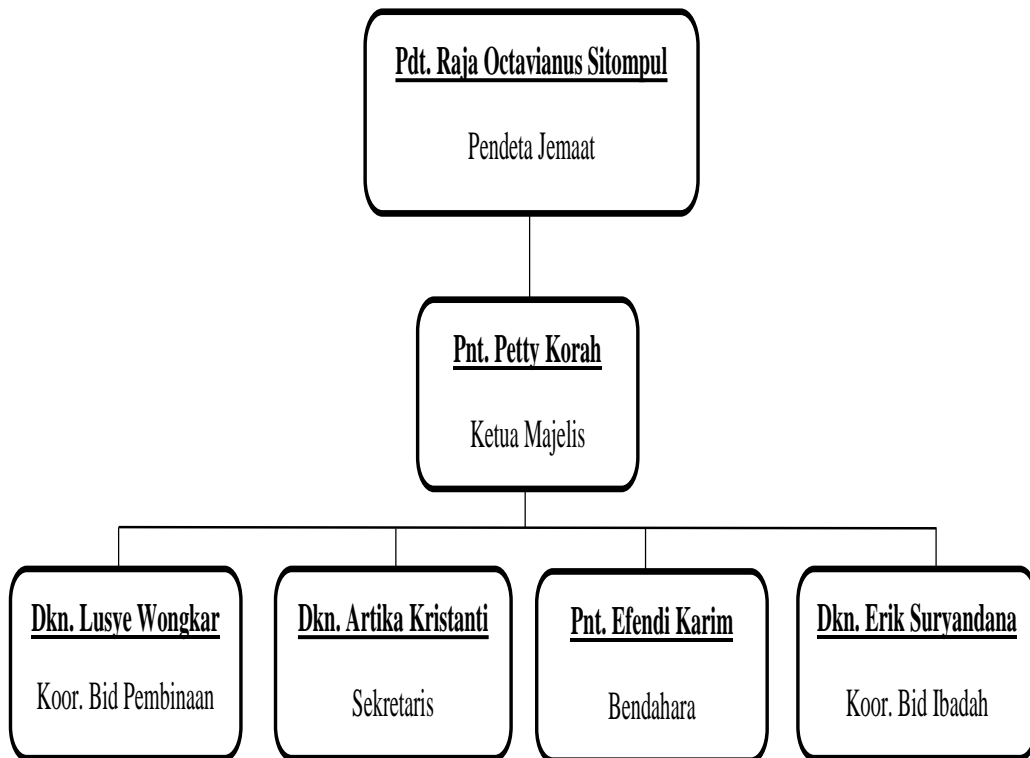 Pdt. Raja Octavianus Sitompul
Pendeta Jemaat
Pnt. Petty Korah
Ketua Majelis
Dkn. Lusye Wongkar
Koor. Bid Pembinaan
Dkn. Artika Kristanti
Sekretaris
Pnt. Efendi Karim
Bendahara
Dkn. Erik Suryandana
Koor. Bid Ibadah